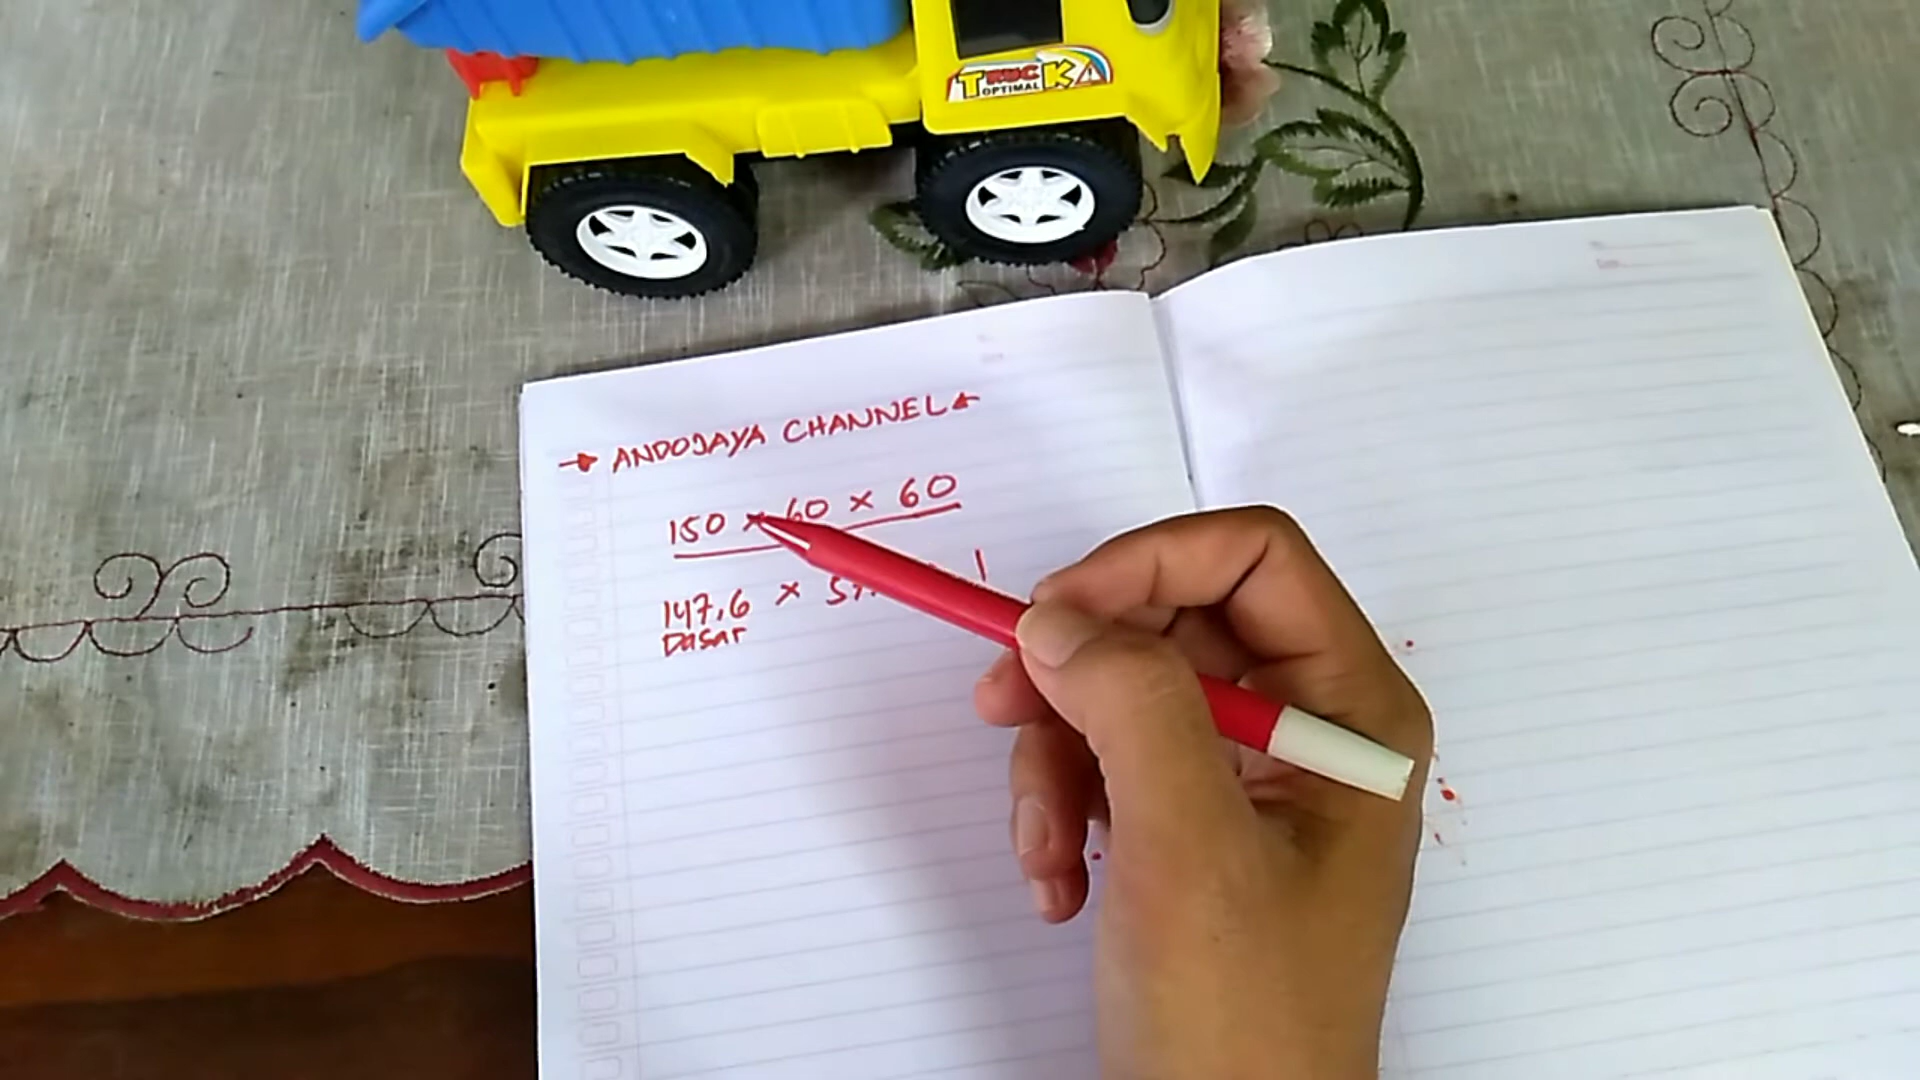 TRUCK
OPTIMAL
ANDOJAYA CHANNEL
150 x 60 x 60
147,6 x
Dasar